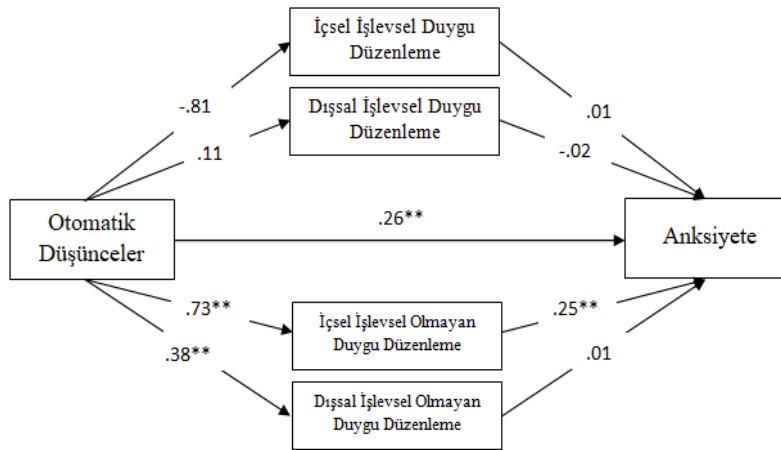 İçsel İşlevsel Duygu
Düzenleme
-.81
.01
Dışsal İşlevsel Duygu
Düzenleme
.11
-.02
Otomatik
Düşünceler
.26**
Anksiyete
.73**
İçsel İşlevsel Olmayan
Duygu Düzenleme
.25**
.38**
.01
Dışsal İşlevsel Olmayan
Duygu Düzenleme